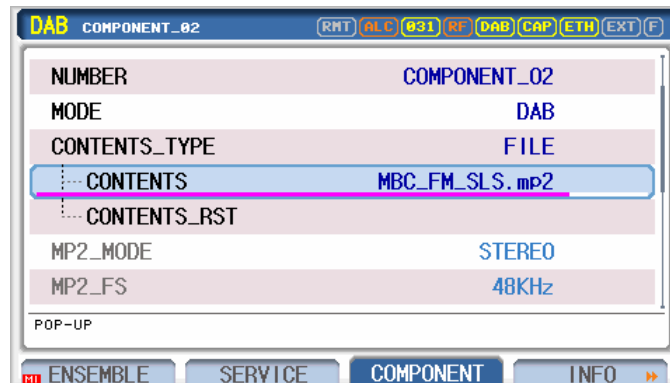 DAB COMPONENT_02 RMT ALC 031 RF DAB CAP ETH EXT F
NUMBER COMPONENT_02
MODE DAB
CONTENTS_TYPE FILE
CONTENTS MBC_FM_SLS.mp2
CONTENTS_RST
MP2_MODE STEREO
MP2_FS 48KHz
POP-UP
M1 ENSEMBLE SERVICE COMPONENT INFO